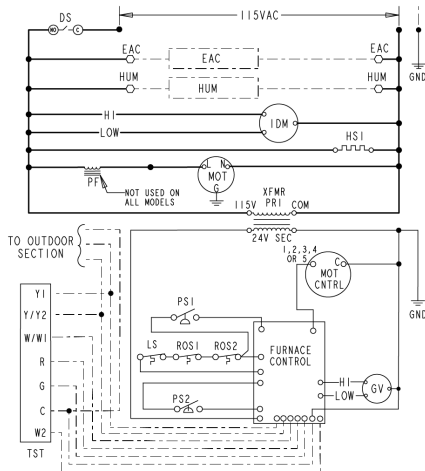 115VAC
DS
NO C
EAC EAC EAC
HUM HUM HUM
GND
HI
LOW
IDM
HSI
L N
MOT
G
PF
NOT USED ON
ALL MODELS
XFMR
115V PRI COM
24V SEC
TO OUTDOOR
SECTION
1,2,3,4
OR 5
C
MOT
CNTRL
GND
Y1
Y/Y2
W/W1
R
G
C
W2
TST
PS1
LS ROS1 ROS2
PS2
FURNACE
CONTROL
HI
LOW
GV